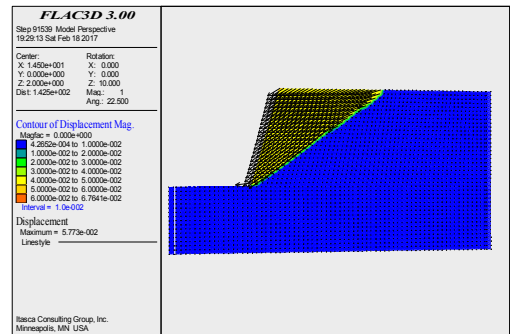 FLAC3D 3.00
Step 91539 Model Perspective
19:29:13 Sat Feb 18 2017
Center:
X: 1.450e+001
Y: 0.000e+000
Z: 2.000e+000
Dist: 1.425e+002
Rotation:
X: 0.000
Y: 0.000
Z: 10.000
Mag.: 1
Ang.: 22.500
Contour of Displacement Mag.
Magfac = 0.000e+000
4.2652e-004 to 1.0000e-002
1.0000e-002 to 2.0000e-002
2.0000e-002 to 3.0000e-002
3.0000e-002 to 4.0000e-002
4.0000e-002 to 5.0000e-002
5.0000e-002 to 6.0000e-002
6.0000e-002 to 6.7641e-002
Interval = 1.0e-002
Displacement
Maximum = 5.773e-002
Linestyle
Itasca Consulting Group, Inc.
Minneapolis, MN USA